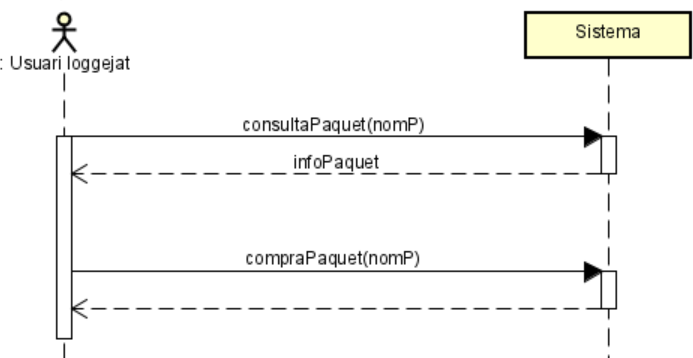 Sistema
: Usuari loggejat
consultaPaquet(nomP)
infoPaquet
compraPaquet(nomP)